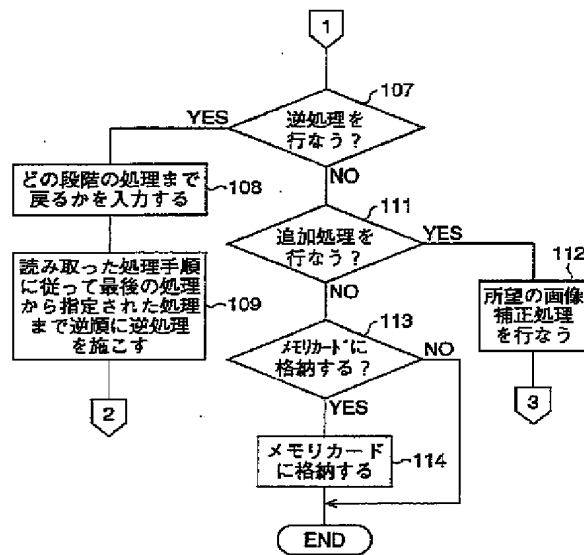 1
107
YES
逆処理を
行なう？
NO
どの段階の処理まで
戻るかを入力する
108
111
追加処理を
行なう？
YES
NO
読み取った処理手順
に従って最後の処理
から指定された処理
まで逆順に逆処理
を施こす
109
112
所望の画像
補正処理
を行なう
113
メモリカードに
格納する？
NO
YES
2
3
メモリカード
に格納する
114
END